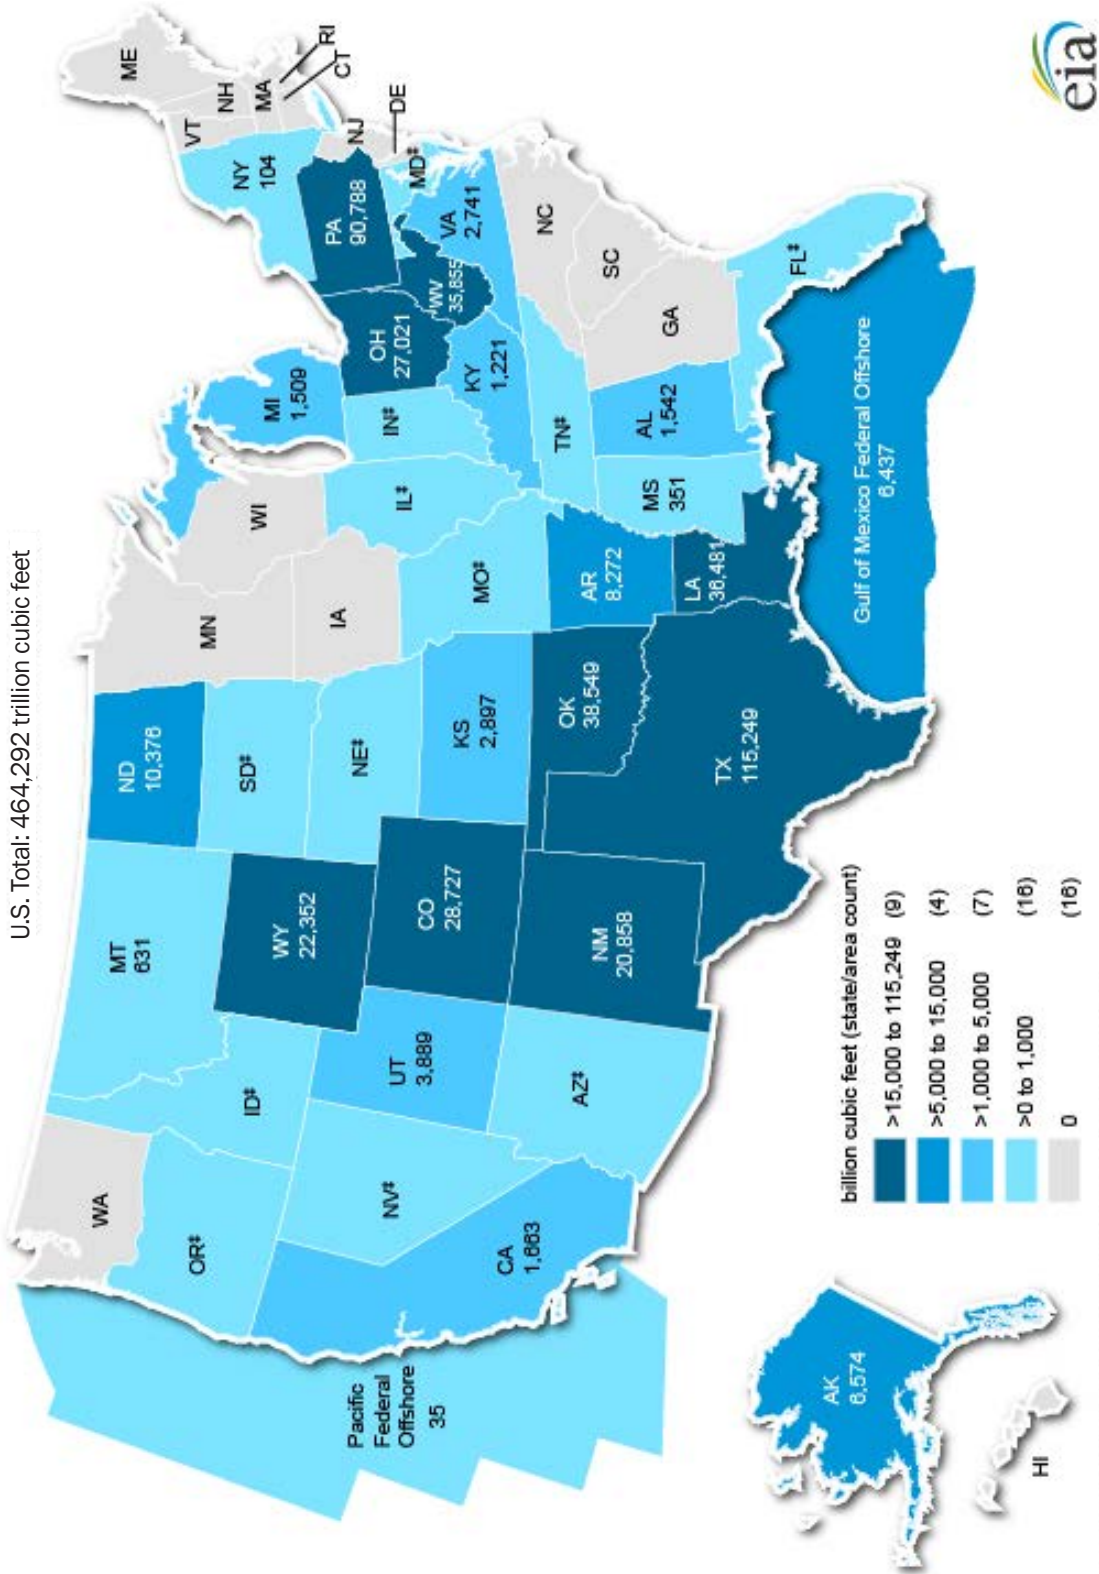 U.S. Total: 464,292 trillion cubic feet
WA
MT
631
ND
10,376
MN
WI
MI
1,509
NY
104
VT
NH
ME
MA
RI
CT
OR‡
ID‡
WY
22,352
SD‡
IA
NE‡
IL‡
IN‡
OH
27,021
PA
90,788
NJ
DE
MD‡
WV
35,855
VA
2,741
Pacific
Federal
Offshore
35
CA
1,663
NV‡
UT
3,889
CO
28,727
KS
2,897
MO‡
KY
1,221
TN‡
NC
SC
AZ‡
NM
20,858
OK
38,549
AR
8,272
MS
351
AL
1,542
GA
TX
115,249
LA
36,481
FL‡
Gulf of Mexico Federal Offshore
6,437
AK
6,574
HI
billion cubic feet (state/area count)
>15,000 to 115,249 (9)
>5,000 to 15,000 (4)
>1,000 to 5,000 (7)
>0 to 1,000 (16)
0 (16)
eia